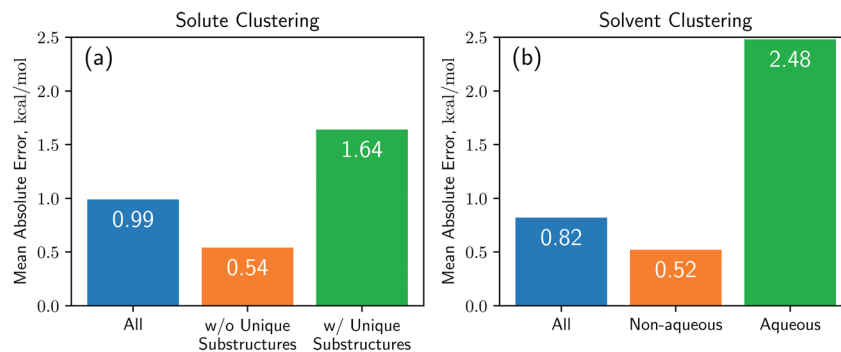 Solute Clustering
(a)
Mean Absolute Error, kcal/mol
2.5
2.0
1.5
1.0
0.5
0.0
0.99
0.54
1.64
All
w/o Unique
Substructures
w/ Unique
Substructures
Solvent Clustering
(b)
Mean Absolute Error, kcal/mol
2.5
2.0
1.5
1.0
0.5
0.0
0.82
0.52
2.48
All
Non-aqueous
Aqueous